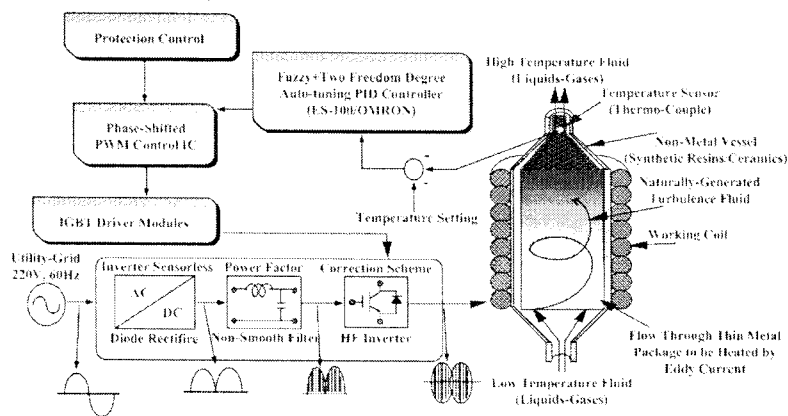 Protection Control
Fuzzy+Two Freedom Degree
Auto-tuning PID Controller
(ES-100/OMRON)
Phase-Shifted
PWM Control IC
IGBT Driver Modules
Temperature Setting
High Temperature Fluid
(Liquids-Gases)
Temperature Sensor
(Thermo-Couple)
Non-Metal Vessel
(Synthetic Resins/Ceramics)
Naturally-Generated
Turbulence Fluid
Working Coil
Flow Through Thin Metal
Package to be Heated by
Eddy Current
Low Temperature Fluid
(Liquids-Gases)
Utility-Grid
220V, 60Hz
Inverter Sensorless
Power Factor
Correction Scheme
AC
DC
Diode Rectifire
Non-Smooth Filter
HF Inverter